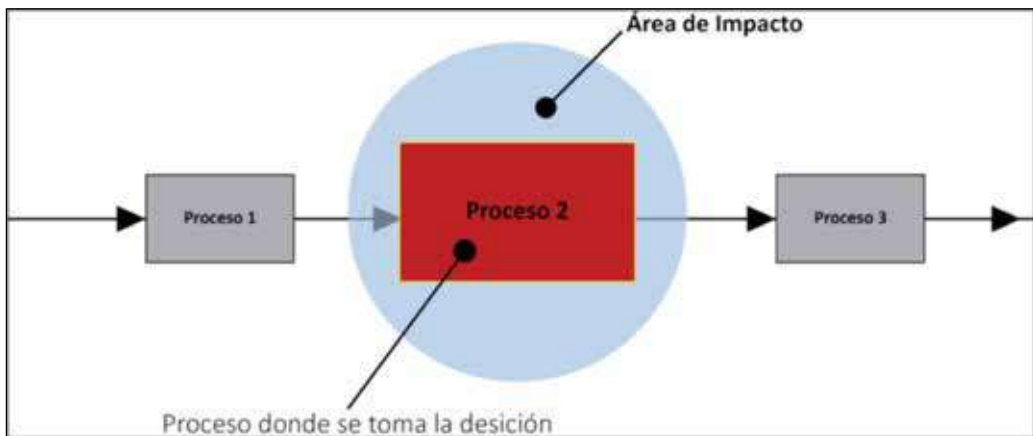 Área de Impacto
Proceso 1
Proceso 2
Proceso 3
Proceso donde se toma la desición